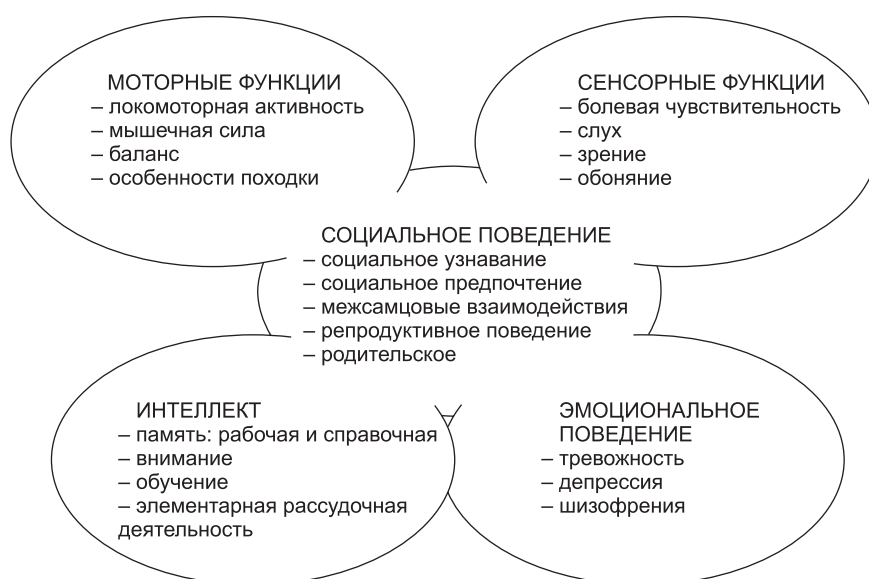 МОТОРНЫЕ ФУНКЦИИ
– локомоторная активность
– мышечная сила
– баланс
– особенности походки
СЕНСОРНЫЕ ФУНКЦИИ
– болевая чувствительность
– слух
– зрение
– обоняние
СОЦИАЛЬНОЕ ПОВЕДЕНИЕ
– социальное узнавание
– социальное предпочтение
– межсамцовые взаимодействия
– репродуктивное поведение
– родительское
ИНТЕЛЛЕКТ
– память: рабочая и справочная
– внимание
– обучение
– элементарная рассудочная
деятельность
ЭМОЦИОНАЛЬНОЕ
ПОВЕДЕНИЕ
– тревожность
– депрессия
– шизофрения